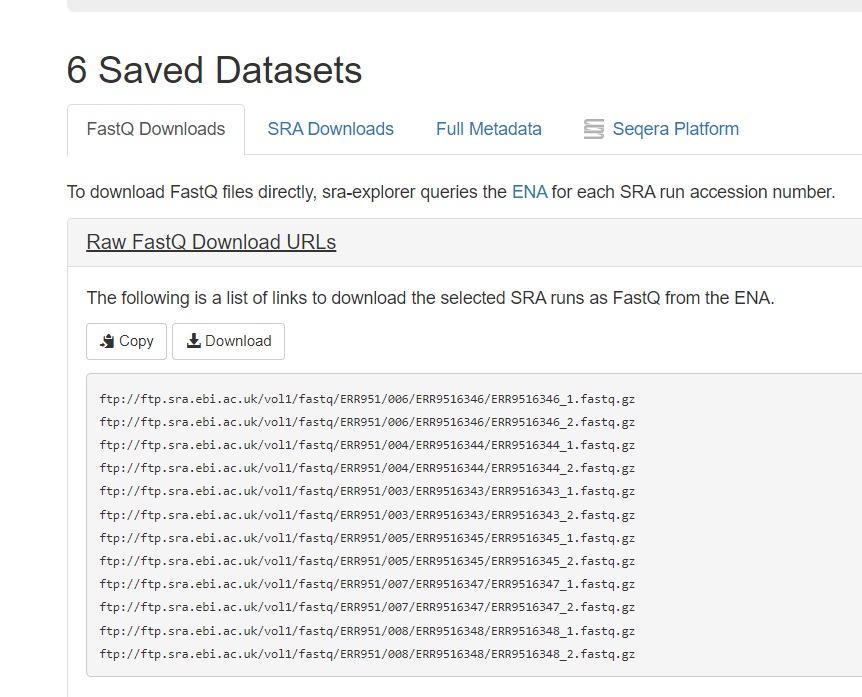 6 Saved Datasets
FastQ Downloads SRA Downloads Full Metadata Seqera Platform
To download FastQ files directly, sra-explorer queries the ENA for each SRA run accession number.
Raw FastQ Download URLs
The following is a list of links to download the selected SRA runs as FastQ from the ENA.
Copy Download
ftp://ftp.sra.ebi.ac.uk/vol1/fastq/ERR951/006/ERR9516346/ERR9516346_1.fastq.gz
ftp://ftp.sra.ebi.ac.uk/vol1/fastq/ERR951/006/ERR9516346/ERR9516346_2.fastq.gz
ftp://ftp.sra.ebi.ac.uk/vol1/fastq/ERR951/004/ERR9516344/ERR9516344_1.fastq.gz
ftp://ftp.sra.ebi.ac.uk/vol1/fastq/ERR951/004/ERR9516344/ERR9516344_2.fastq.gz
ftp://ftp.sra.ebi.ac.uk/vol1/fastq/ERR951/003/ERR9516343/ERR9516343_1.fastq.gz
ftp://ftp.sra.ebi.ac.uk/vol1/fastq/ERR951/003/ERR9516343/ERR9516343_2.fastq.gz
ftp://ftp.sra.ebi.ac.uk/vol1/fastq/ERR951/005/ERR9516345/ERR9516345_1.fastq.gz
ftp://ftp.sra.ebi.ac.uk/vol1/fastq/ERR951/005/ERR9516345/ERR9516345_2.fastq.gz
ftp://ftp.sra.ebi.ac.uk/vol1/fastq/ERR951/007/ERR9516347/ERR9516347_1.fastq.gz
ftp://ftp.sra.ebi.ac.uk/vol1/fastq/ERR951/007/ERR9516347/ERR9516347_2.fastq.gz
ftp://ftp.sra.ebi.ac.uk/vol1/fastq/ERR951/008/ERR9516348/ERR9516348_1.fastq.gz
ftp://ftp.sra.ebi.ac.uk/vol1/fastq/ERR951/008/ERR9516348/ERR9516348_2.fastq.gz